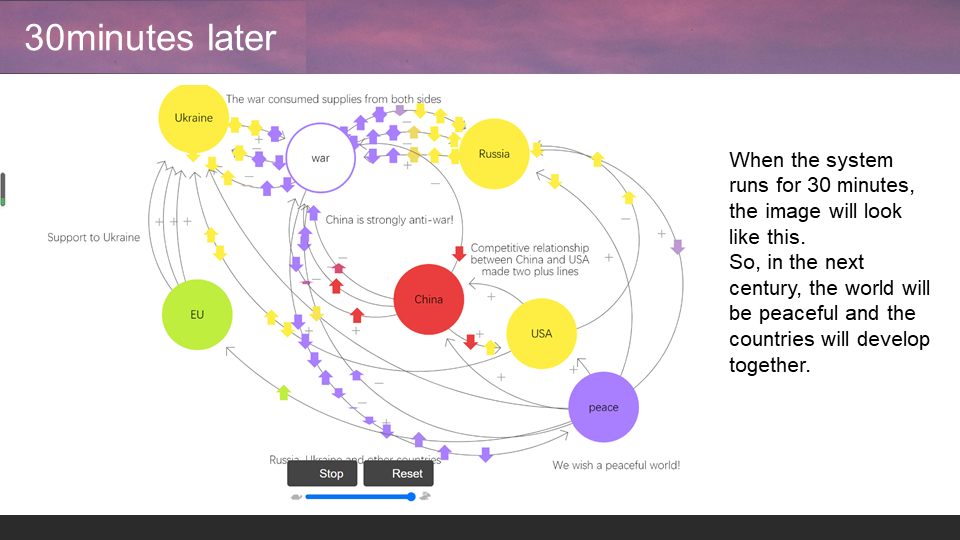 30minutes later
The war consumed supplies from both sides
Ukraine
war
Russia
China is strongly anti-war!
Support to Ukraine
Competitive relationship
between China and USA
made two plus lines
China
EU
USA
peace
Russia, Ukraine and other countries
We wish a peaceful world!
Stop
Reset
When the system
runs for 30 minutes,
the image will look
like this.
So, in the next
century, the world will
be peaceful and the
countries will develop
together.